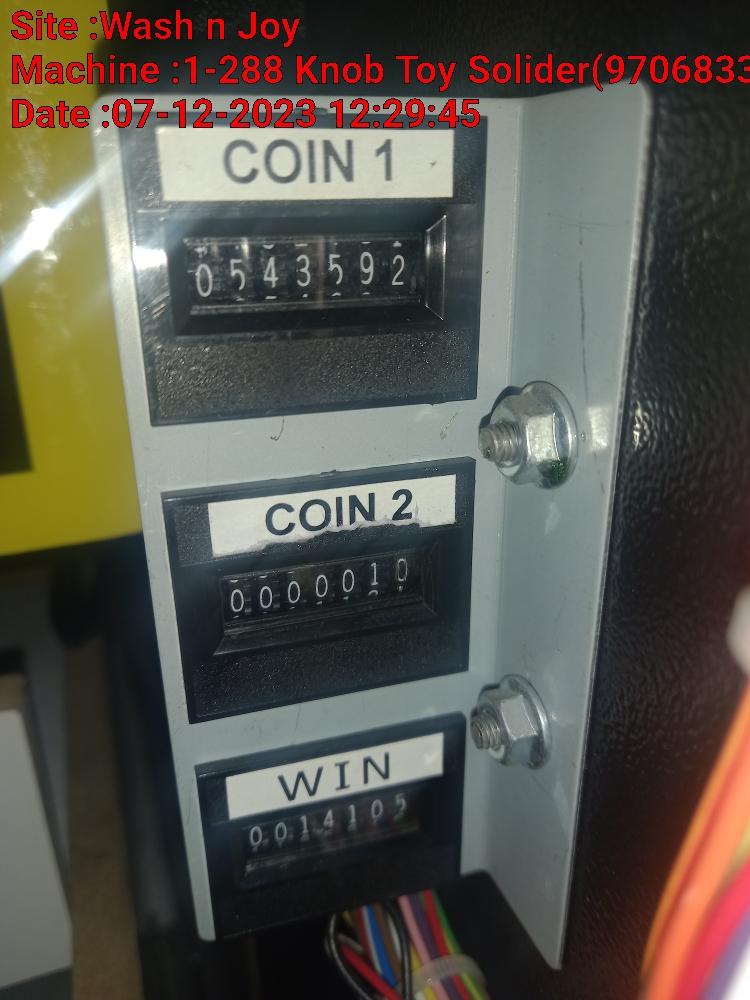 Site :Wash n Joy
Machine :1-288 Knob Toy Solider(9706833
Date :07-12-2023 12:29:45
COIN 1
0543592
COIN 2
0000010
WIN
0014105